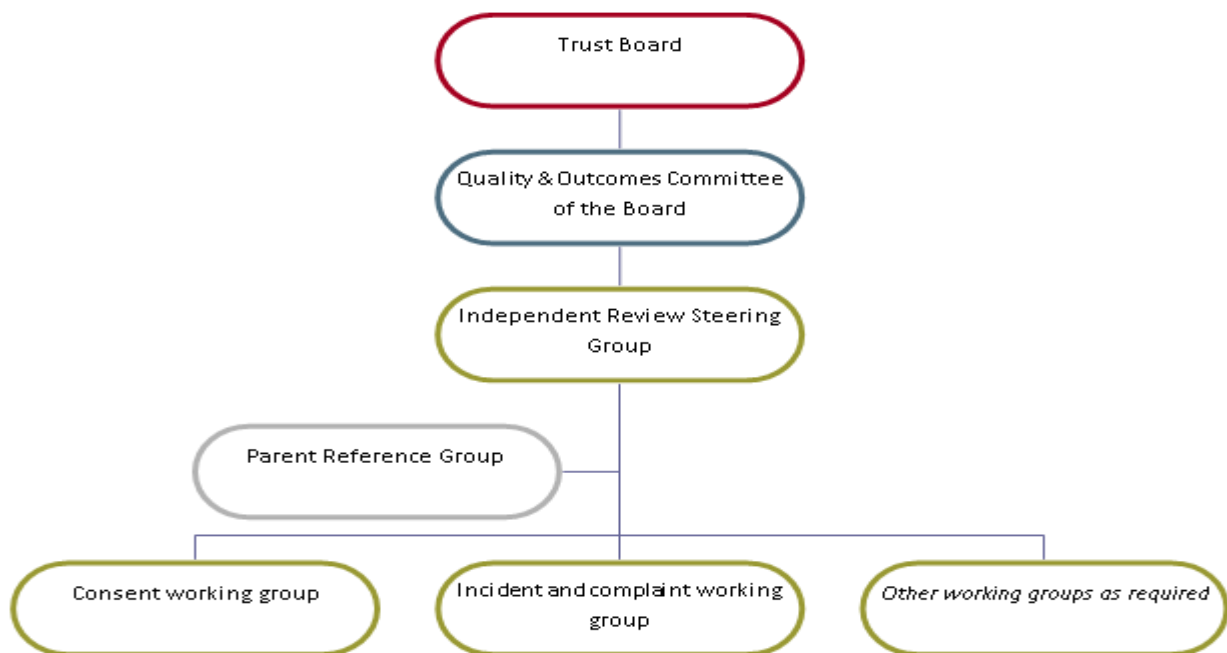 Trust Board
Quality & Outcomes Committee
of the Board
Independent Review Steering
Group
Parent Reference Group
Consent working group
Incident and complaint working
group
Other working groups as required